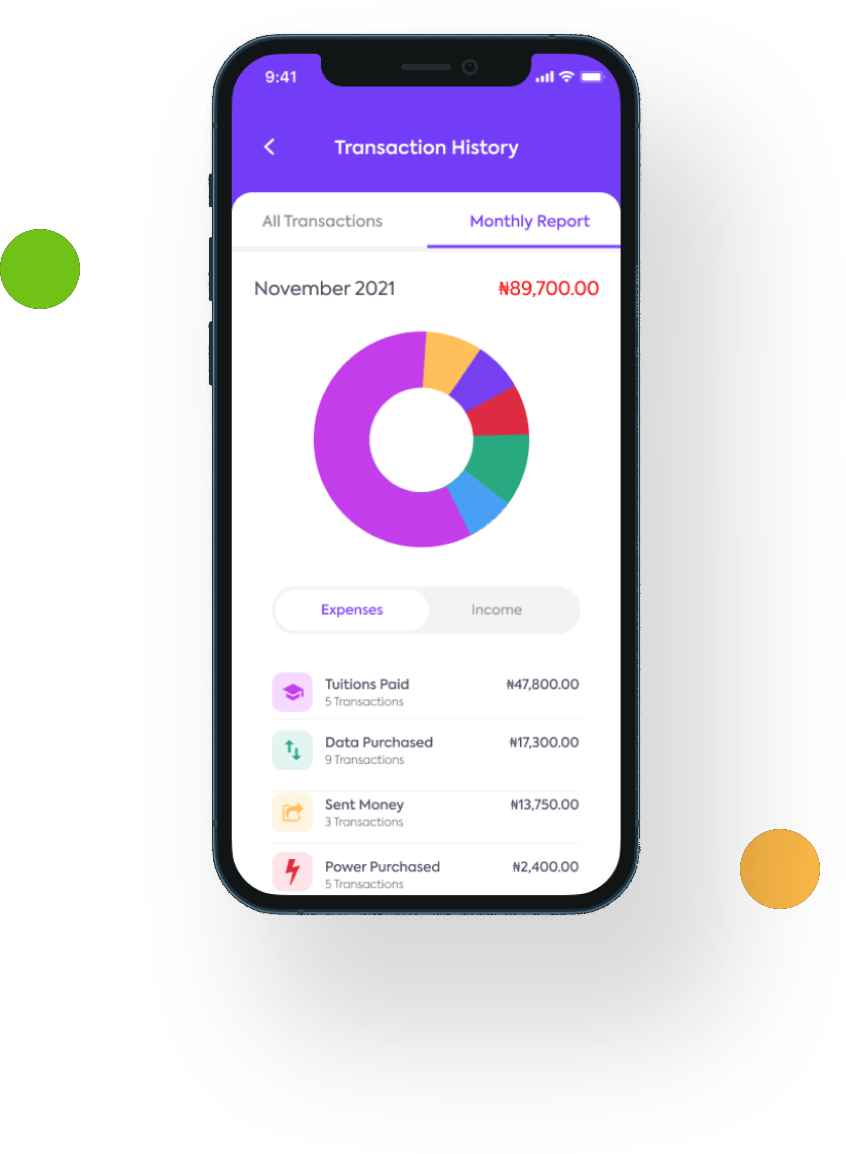 9:41
Transaction History
All Transactions Monthly Report
November 2021 ₦89,700.00
Expenses Income
Tuitions Paid ₦47,800.00
5 Transactions
Data Purchased ₦17,300.00
9 Transactions
Sent Money ₦13,750.00
3 Transactions
Power Purchased ₦2,400.00
5 Transactions